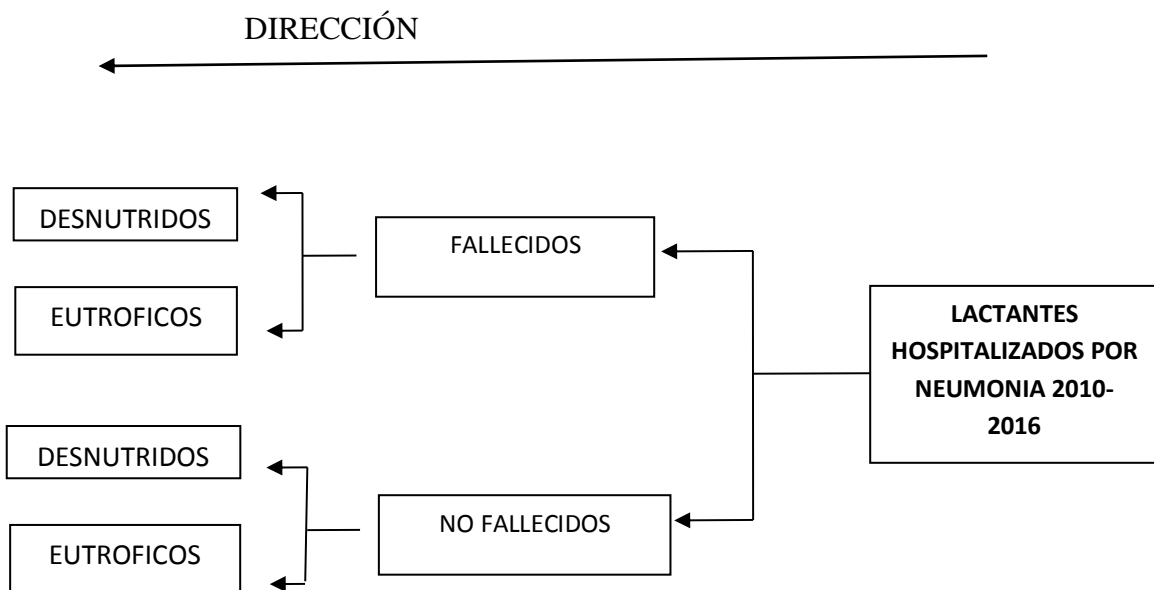 DIRECCIÓN
DESNUTRIDOS
EUTROFICOS
FALLECIDOS
LACTANTES
HOSPITALIZADOS POR
NEUMONIA 2010-
2016
DESNUTRIDOS
EUTROFICOS
NO FALLECIDOS